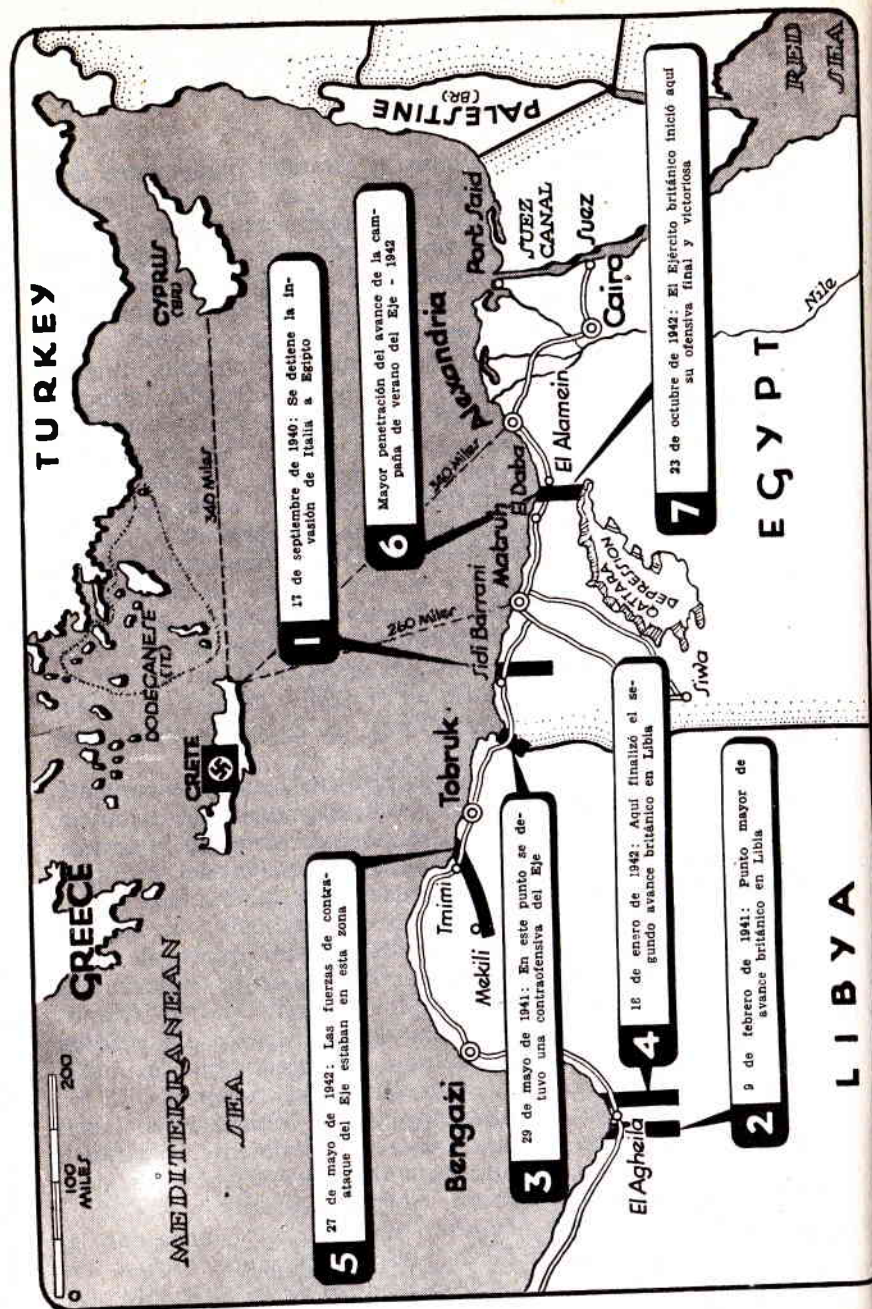 TURKEY
GREECE
CYPRUS
(BR.)
DODECANESE
(IT.)
CRETE
MEDITERRANEAN
SEA
0
100
200
MILES
340 Miles
340 Miles
260 Miles
PALESTINE
(BR.)
RED
SEA
Port Said
SUEZ
CANAL
Suez
Cairo
Nile
Alexandria
El Alamein
El Daba
Matruh
Sidi Barrani
QATTARA
DEPRESSION
Siwa
EGYPT
Tobruk
Tmimi
Mekili
Bengazi
El Agheila
LIBYA
1
17 de septiembre de 1940: Se detiene la in-
vasión de Italia a Egipto
2
9 de febrero de 1941: Punto mayor de
avance británico en Libia
3
29 de mayo de 1941: En este punto se de-
tuvo una contraofensiva del Eje
4
18 de enero de 1942: Aquí finalizó el se-
gundo avance británico en Libia
5
27 de mayo de 1942: Las fuerzas de contra-
ataque del Eje estaban en esta zona
6
Mayor penetración del avance de la cam-
paña de verano del Eje - 1942
7
23 de octubre de 1942: El Ejército británico inició aquí
su ofensiva final y victoriosa